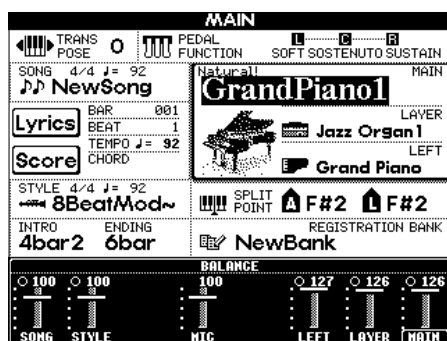 MAIN
TRANSPOSE 0
PEDAL FUNCTION
L C R
SOFT SOSTENUTO SUSTAIN
SONG 4/4 ♩= 92
NewSong
Natural! MAIN
GrandPiano1
Lyrics
BAR 001
BEAT 1
TEMPO ♩= 92
CHORD
Score
LAYER
Jazz Organ1
LEFT
Grand Piano
STYLE 4/4 ♩= 92
8BeatMod~
SPLIT POINT A F#2 L F#2
INTRO ENDING
4bar2 6bar
REGISTRATION BANK
NewBank
BALANCE
100 100 100 127 126 126
SONG STYLE MIC LEFT LAYER MAIN